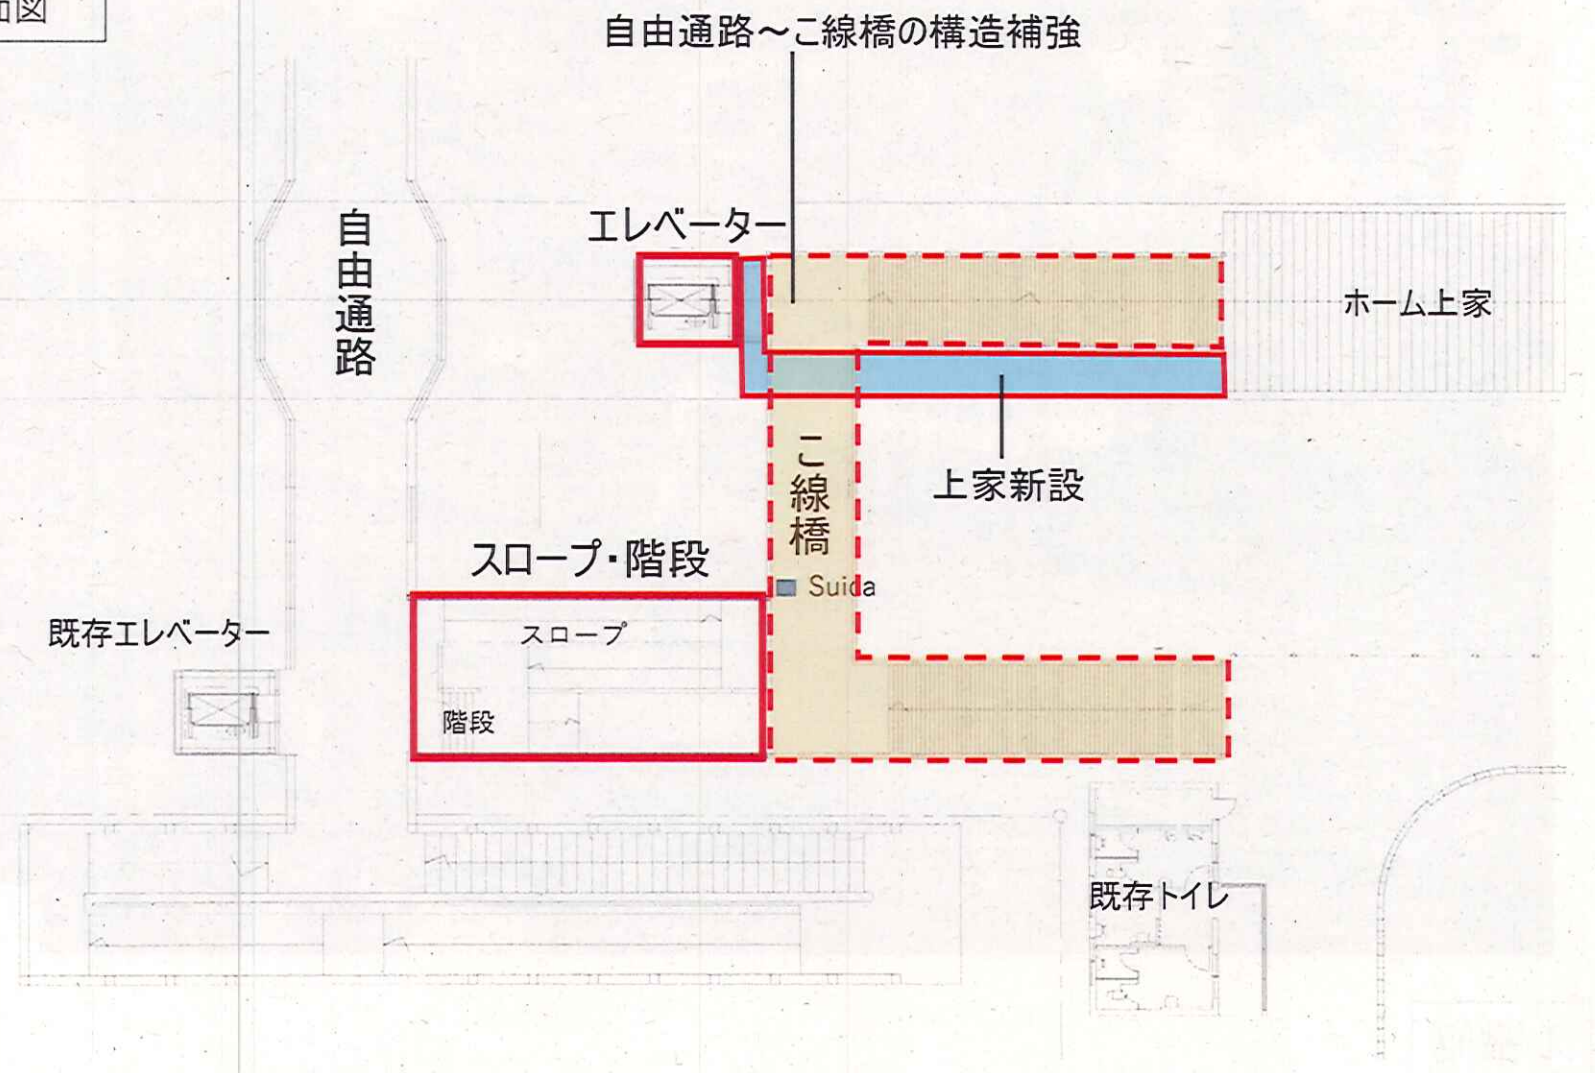 面図
自由通路～こ線橋の構造補強
エレベーター
自由通路
ホーム上家
こ線橋
上家新設
スロープ・階段
Suica
既存エレベーター
スロープ
階段
既存トイレ